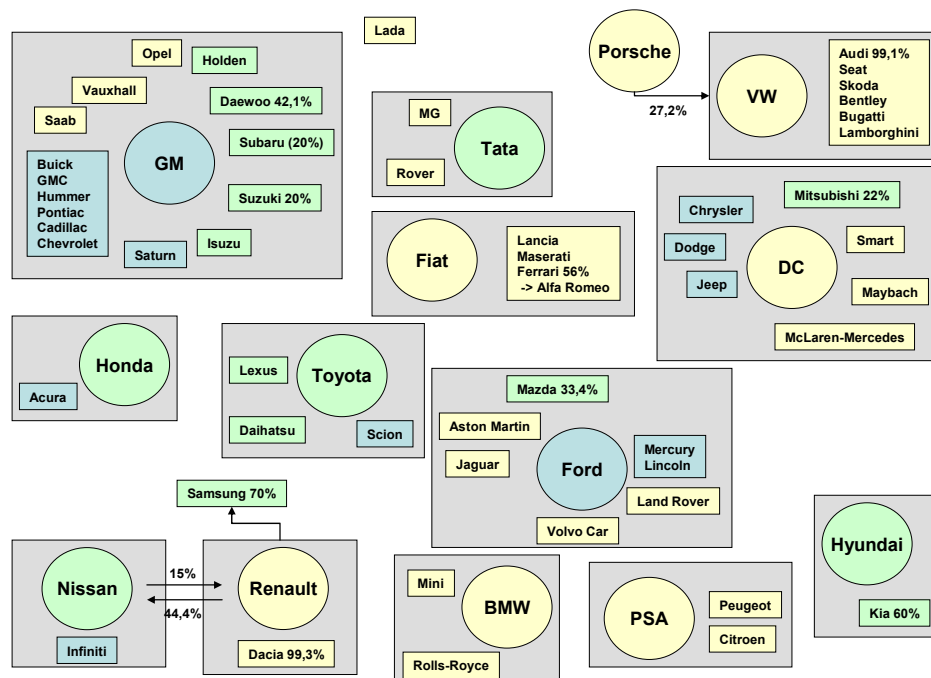 Opel
Holden
Vauxhall
Daewoo 42,1%
Saab
Subaru (20%)
GM
Buick
GMC
Hummer
Pontiac
Cadillac
Chevrolet
Suzuki 20%
Isuzu
Saturn
Lada
MG
Tata
Rover
Porsche
27,2%
VW
Audi 99,1%
Seat
Skoda
Bentley
Bugatti
Lamborghini
Fiat
Lancia
Maserati
Ferrari 56%
-> Alfa Romeo
Mitsubishi 22%
Chrysler
Smart
Dodge
DC
Jeep
Maybach
McLaren-Mercedes
Honda
Acura
Lexus
Toyota
Daihatsu
Scion
Mazda 33,4%
Aston Martin
Mercury
Lincoln
Jaguar
Ford
Land Rover
Volvo Car
Samsung 70%
Nissan
15%
44,4%
Renault
Infiniti
Dacia 99,3%
Mini
BMW
Rolls-Royce
PSA
Peugeot
Citroen
Hyundai
Kia 60%